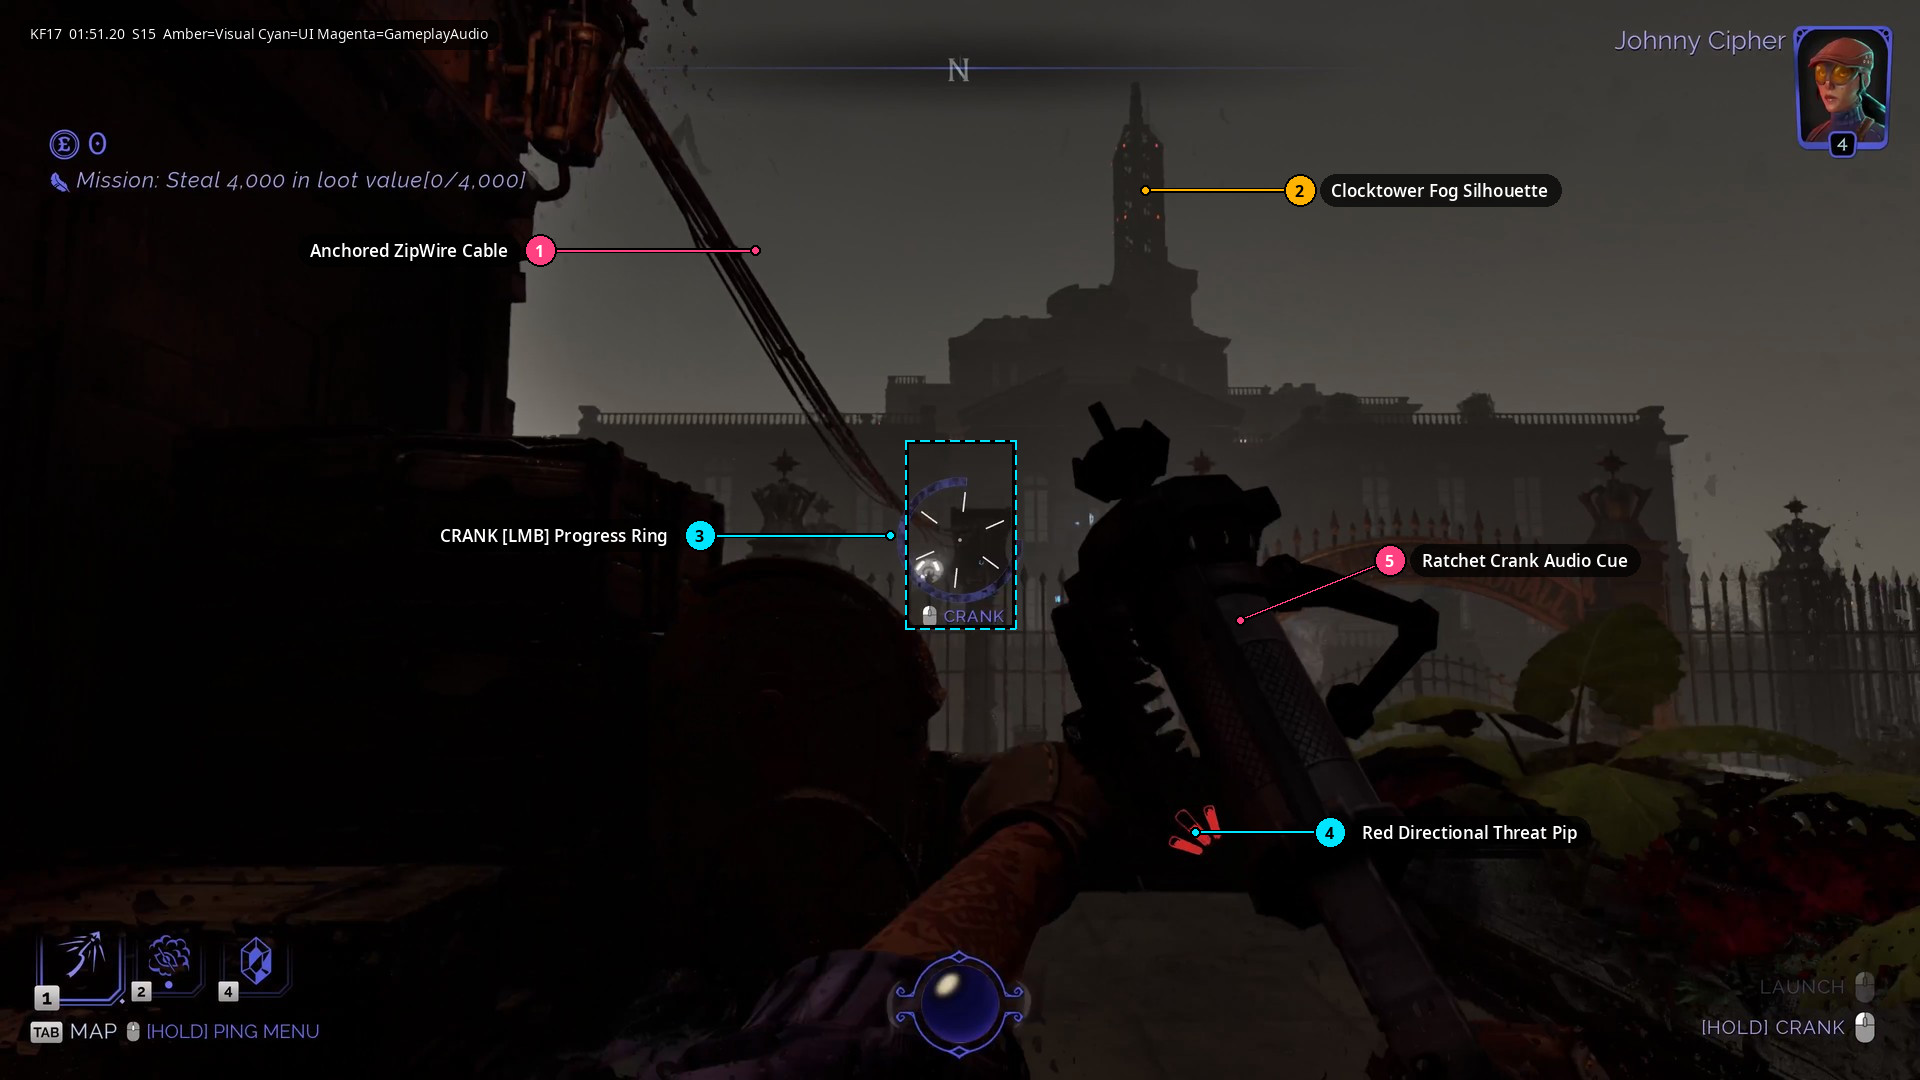 KF17 01:51.20 S15 Amber=Visual Cyan=UI Magenta=GameplayAudio
N
Johnny Cipher
4
£ 0
Mission: Steal 4,000 in loot value[0/4,000]
2 Clocktower Fog Silhouette
Anchored ZipWire Cable 1
CRANK [LMB] Progress Ring 3
5 Ratchet Crank Audio Cue
CRANK
4 Red Directional Threat Pip
1 2 4
LAUNCH
TAB MAP [HOLD] PING MENU
[HOLD] CRANK